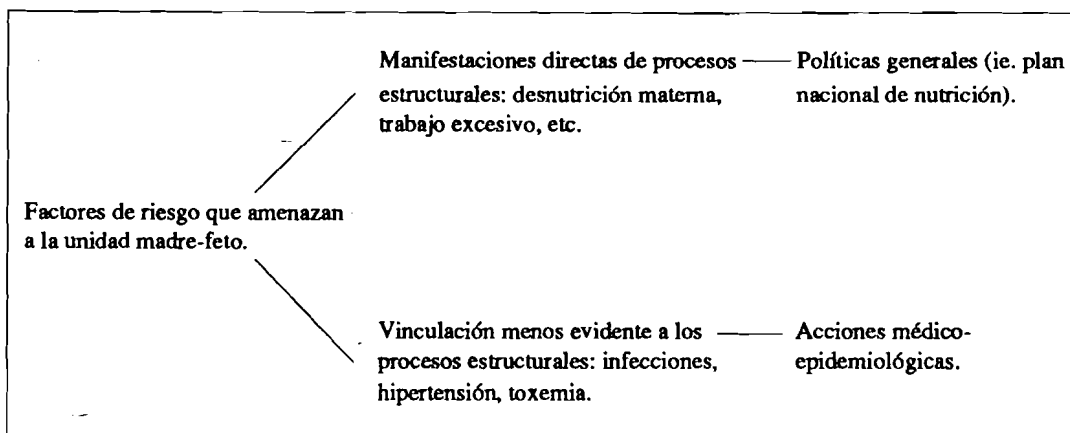 Manifestaciones directas de procesos
estructurales: desnutrición materna,
trabajo excesivo, etc.
Políticas generales (ie. plan
nacional de nutrición).
Factores de riesgo que amenazan
a la unidad madre-feto.
Vinculación menos evidente a los
procesos estructurales: infecciones,
hipertensión, toxemia.
Acciones médico-
epidemiológicas.